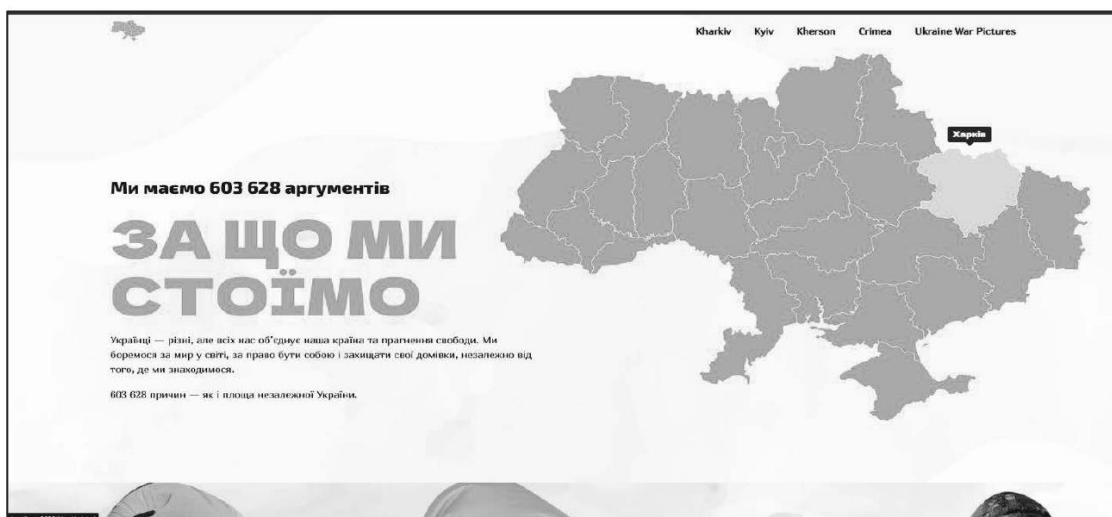 Kharkiv Kyiv Kherson Crimea Ukraine War Pictures
Харків
Ми маємо 603 628 аргументів
ЗА ЩО МИ
СТОЇМО
Українці — різні, але всіх нас об'єднує наша країна та прагнення свободи. Ми
боремося за мир у світі, за право бути собою і захищати свої домівки, незалежно від
того, де ми знаходимося.
603 628 причин — як і площа незалежної України.